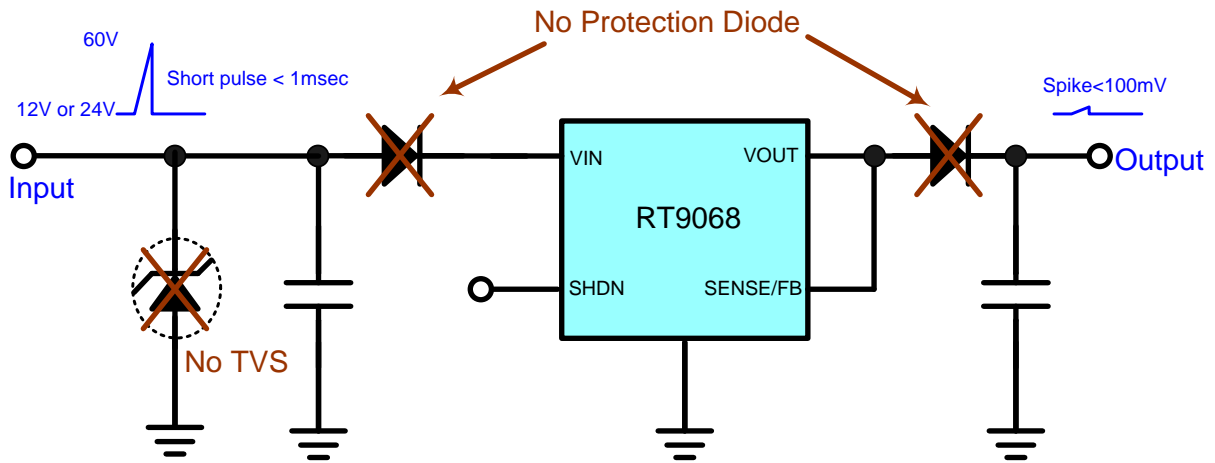 No Protection Diode
60V
Short pulse < 1msec
12V or 24V
Spike<100mV
Input
VIN
VOUT
Output
RT9068
SHDN
SENSE/FB
No TVS